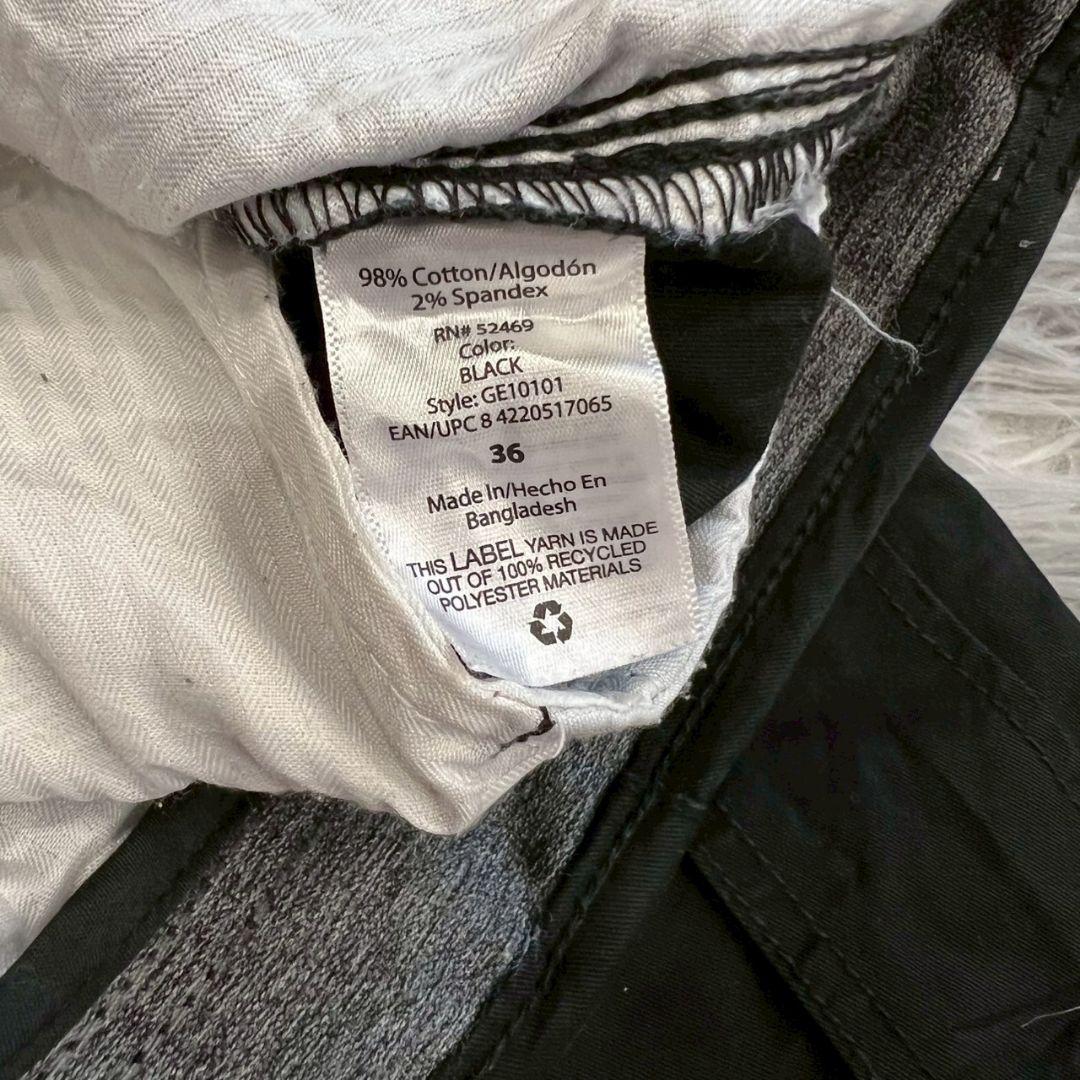 98% Cotton/Algodón
2% Spandex
RN# 52469
Color:
BLACK
Style: GE10101
EAN/UPC 8 4220517065
36
Made In/Hecho En
Bangladesh
THIS LABEL YARN IS MADE
OUT OF 100% RECYCLED
POLYESTER MATERIALS